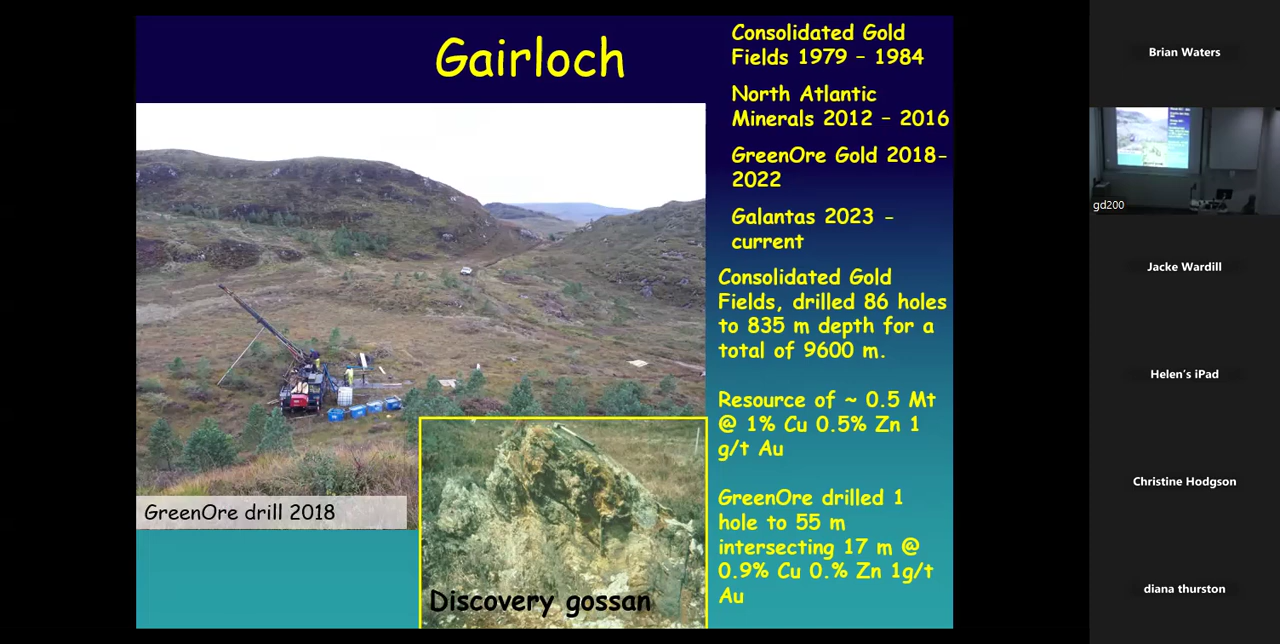 Gairloch
Consolidated Gold
Fields 1979 – 1984
North Atlantic
Minerals 2012 – 2016
GreenOre Gold 2018-
2022
Galantas 2023 –
current
Consolidated Gold
Fields, drilled 86 holes
to 835 m depth for a
total of 9600 m.
Resource of ~ 0.5 Mt
@ 1% Cu 0.5% Zn 1
g/t Au
GreenOre drilled 1
hole to 55 m
intersecting 17 m @
0.9% Cu 0.% Zn 1g/t
Au
GreenOre drill 2018
Discovery gossan
Brian Waters
gd200
Jacke Wardill
Helen's iPad
Christine Hodgson
diana thurston